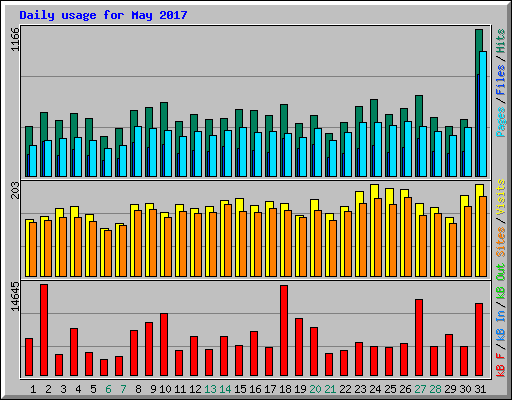 Daily usage for May 2017
1166
Pages / Files / Hits
203
Sites / Visits
14645
kB F / kB In / kB Out
1 2 3 4 5 6 7 8 9 10 11 12 13 14 15 16 17 18 19 20 21 22 23 24 25 26 27 28 29 30 31